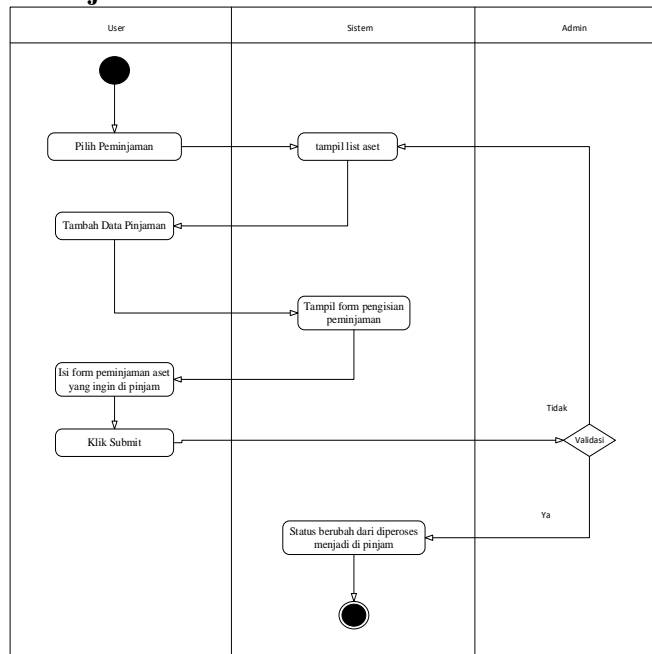 User
Sistem
Admin
Pilih Peminjaman
tampil list aset
Tambah Data Pinjaman
Tampil form pengisian
peminjaman
Isi form peminjaman aset
yang ingin di pinjam
Tidak
Klik Submit
Validasi
Ya
Status berubah dari diperoses
menjadi di pinjam